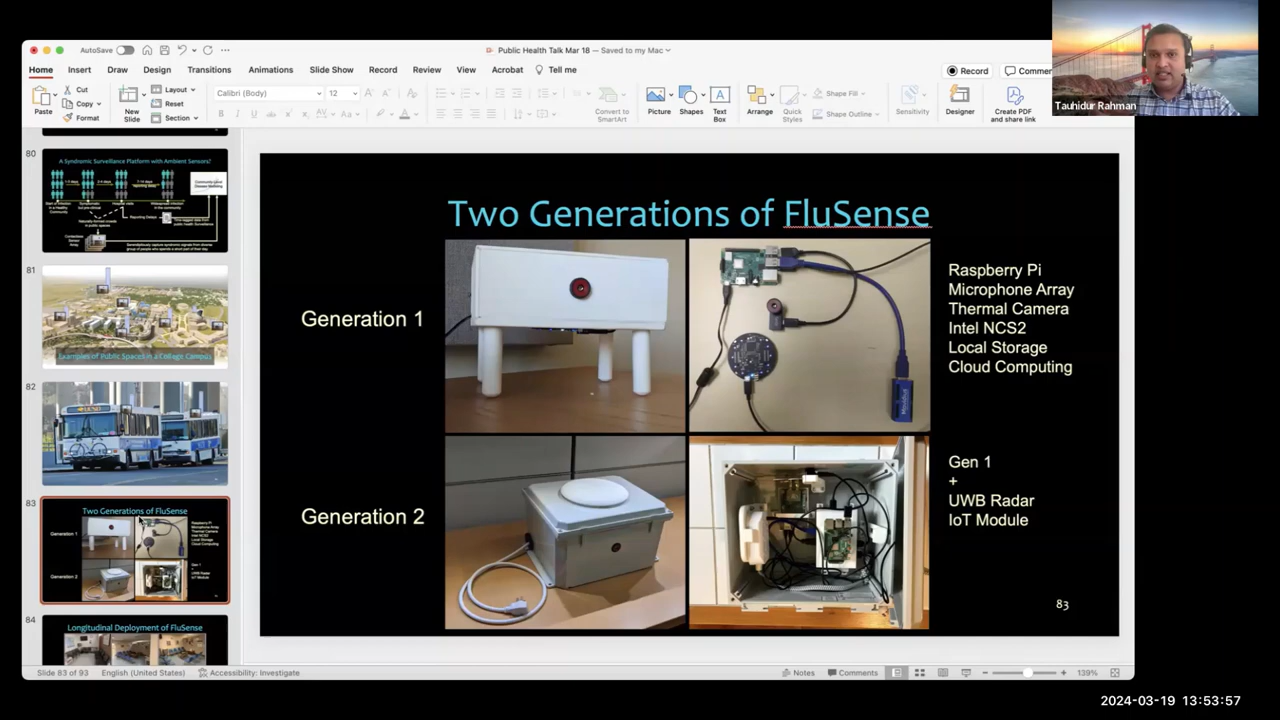 AutoSave
Public Health Talk Mar 18 — Saved to my Mac
Home Insert Draw Design Transitions Animations Slide Show Record Review View Acrobat Tell me
Record
Paste
Cut
Copy
Format
New
Slide
Layout
Reset
Section
Calibri (Body) 12
Convert to
SmartArt
Picture
Shapes
Text
Box
Arrange
Quick
Styles
Shape Fill
Shape Outline
Sensitivity
Designer
Create PDF
and share link
Tauhidur Rahman
80
A Syndromic Surveillance Platform with Ambient Sensors?
81
Examples of Public Spaces in a College Campus
82
83
Two Generations of FluSense
Generation 1
Generation 2
84
Longitudinal Deployment of FluSense
Two Generations of FluSense
Generation 1
Raspberry Pi
Microphone Array
Thermal Camera
Intel NCS2
Local Storage
Cloud Computing
Generation 2
Gen 1
+
UWB Radar
IoT Module
83
Slide 83 of 93 English (United States) Accessibility: Investigate
Notes Comments 139%
2024-03-19 13:53:57